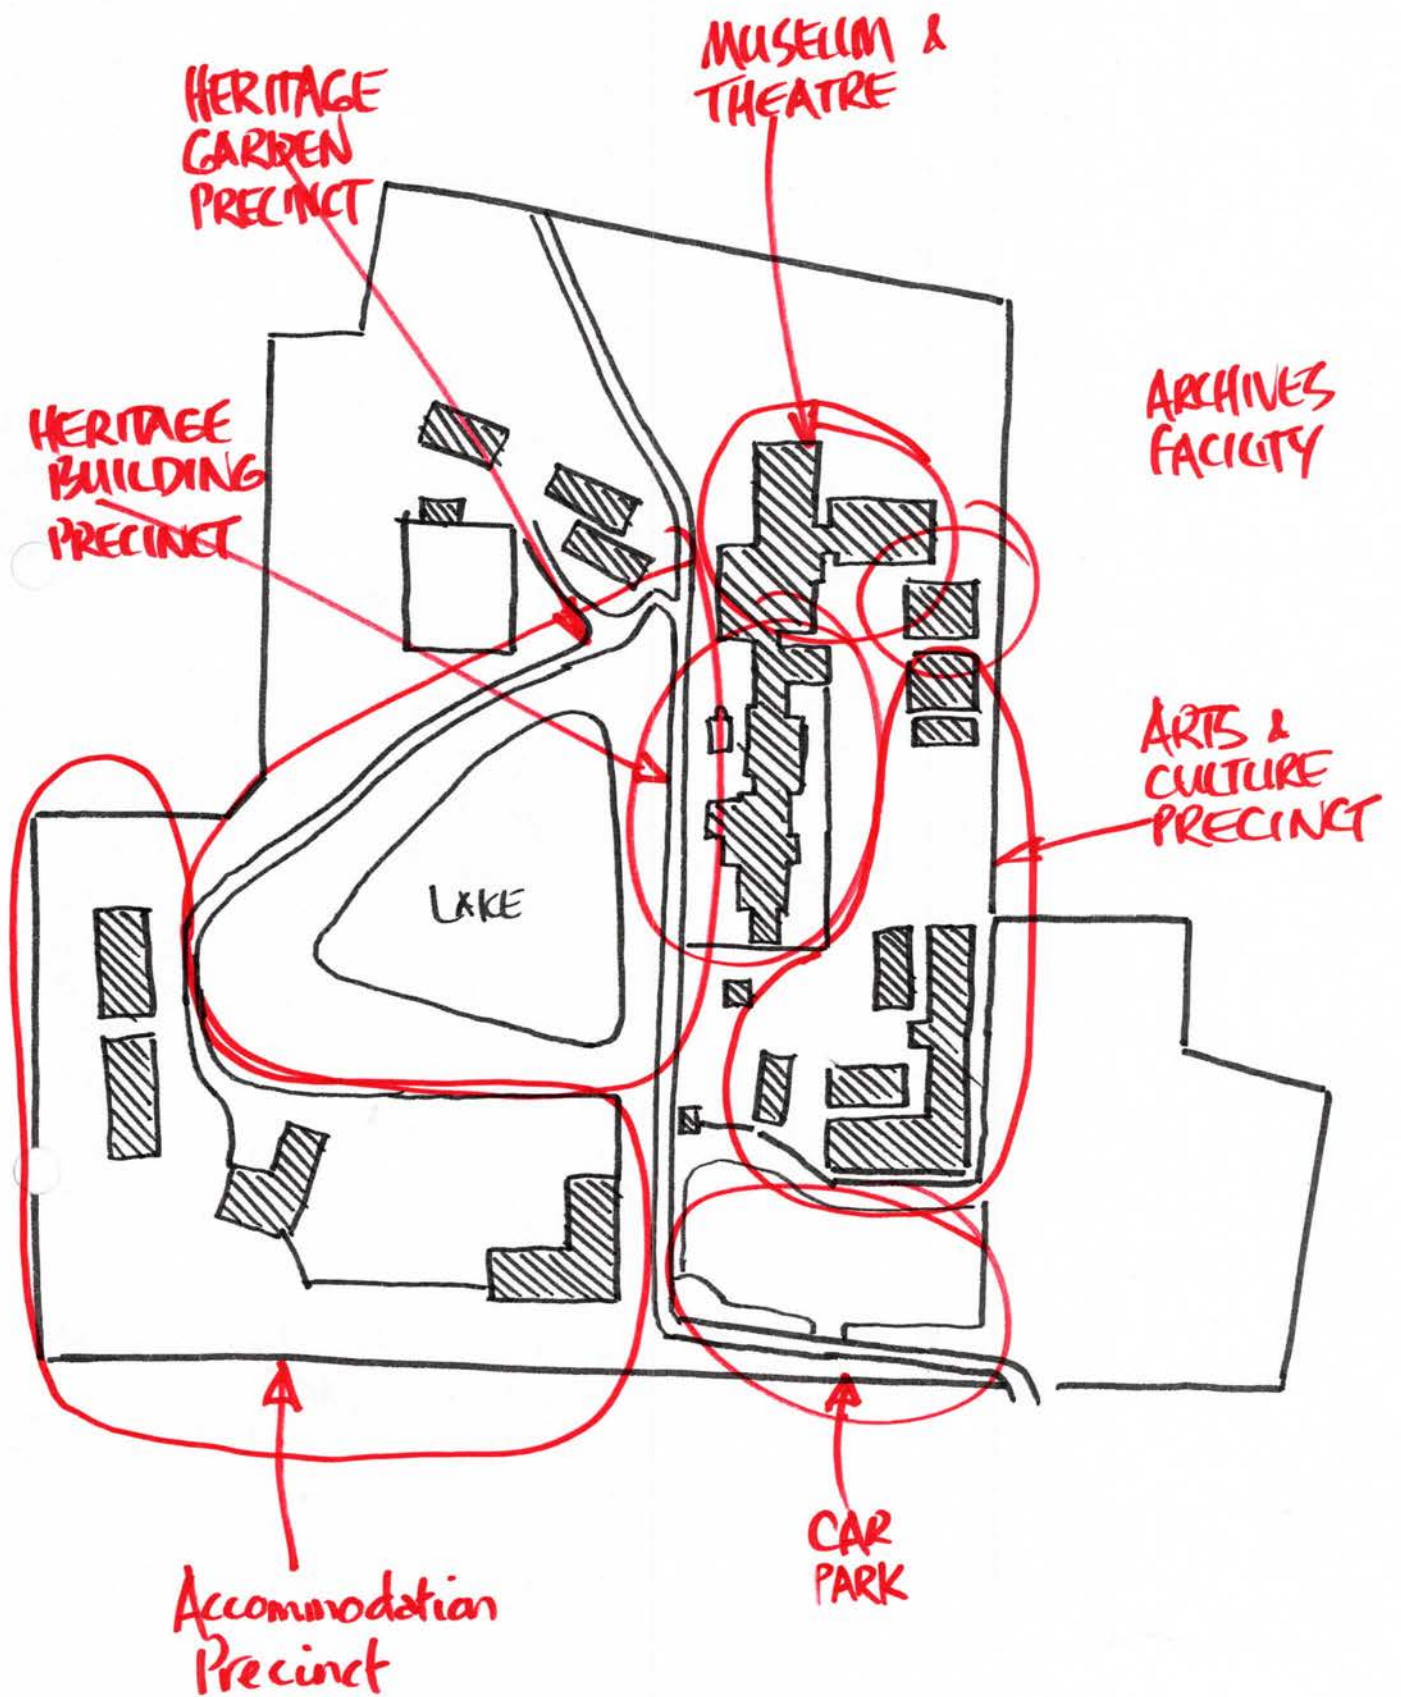 MUSEUM &
THEATRE
HERITAGE
GARDEN
PRECINCT
ARCHIVES
FACILITY
HERITAGE
BUILDING
PRECINCT
ARTS &
CULTURE
PRECINCT
LAKE
CAR
PARK
Accommodation
Precinct